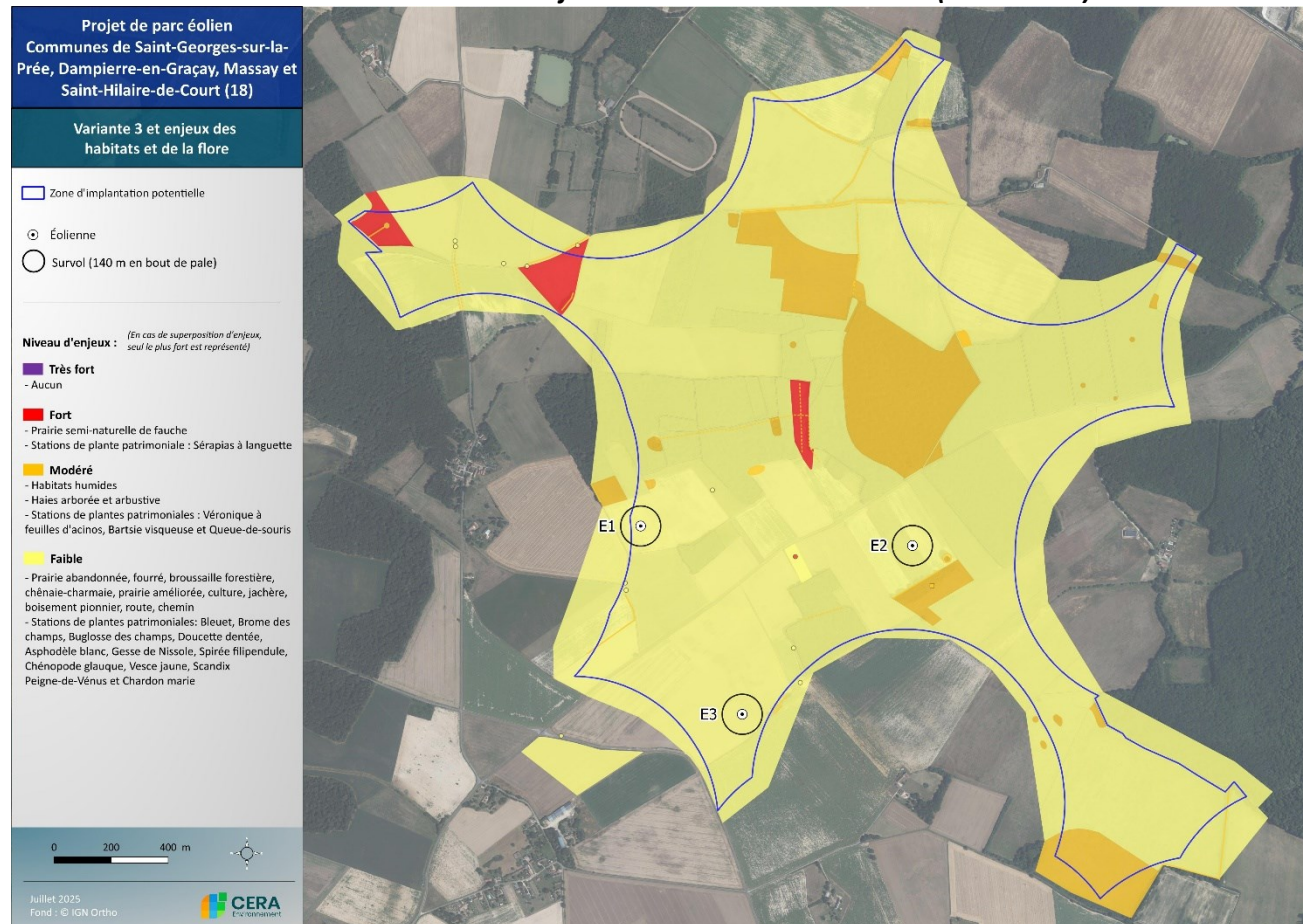 Projet de parc éolien
Communes de Saint-Georges-sur-la-
Prée, Dampierre-en-Graçay, Massay et
Saint-Hilaire-de-Court (18)
Variante 3 et enjeux des
habitats et de la flore
Zone d'implantation potentielle
Éolienne
Survol (140 m en bout de pale)
Niveau d'enjeux :
(En cas de superposition d'enjeux,
seul le plus fort est représenté)
Très fort
- Aucun
Fort
- Prairie semi-naturelle de fauche
- Stations de plante patrimoniale : Sérapias à languette
Modéré
- Habitats humides
- Haies arborée et arbustive
- Stations de plantes patrimoniales : Véronique à
feuilles d'acinos, Bartsie visqueuse et Queue-de-souris
Faible
- Prairie abandonnée, fourré, broussaille forestière,
chênaie-charmaie, prairie améliorée, culture, jachère,
boisement pionnier, route, chemin
- Stations de plantes patrimoniales: Bleuet, Brome des
champs, Buglosse des champs, Doucette dentée,
Asphodèle blanc, Gesse de Nissole, Spirée filipendule,
Chénopode glauque, Vesce jaune, Scandix
Peigne-de-Vénus et Chardon marie
0 200 400 m
Juillet 2025
Fond : © IGN Ortho
CERA
Environnement
E1
E2
E3